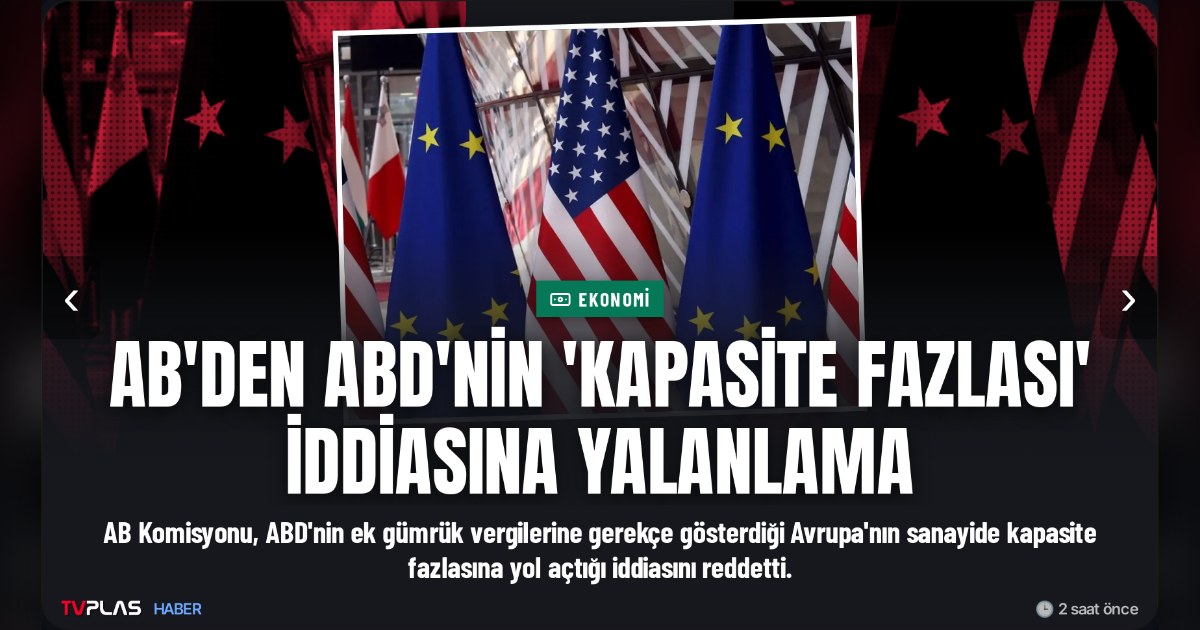 EKONOMİ
AB'DEN ABD'NİN 'KAPASİTE FAZLASI'
İDDİASINA YALANLAMA
AB Komisyonu, ABD'nin ek gümrük vergilerine gerekçe gösterdiği Avrupa'nın sanayide kapasite
fazlasına yol açtığı iddiasını reddetti.
TVPLAS HABER
2 saat önce